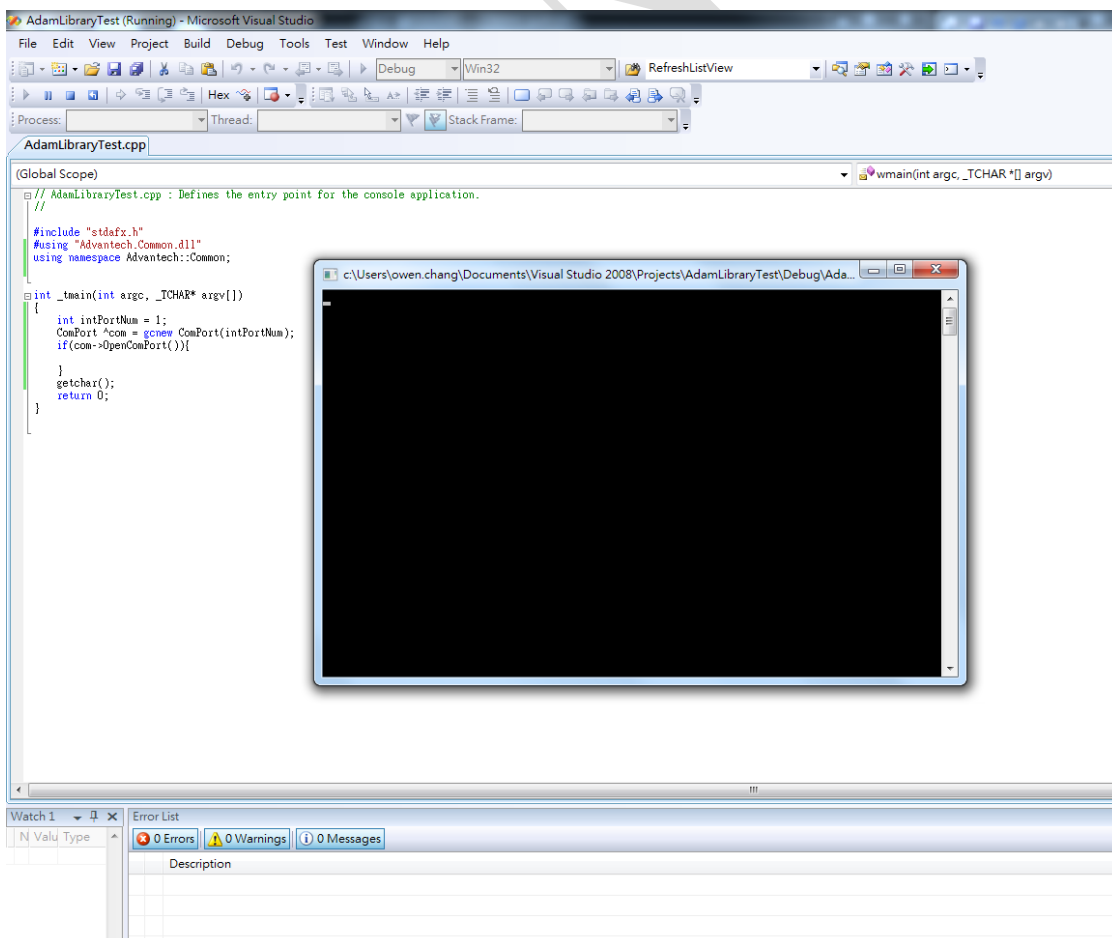 AdamLibraryTest (Running) - Microsoft Visual Studio
File Edit View Project Build Debug Tools Test Window Help
Debug Win32 RefreshListView
Hex
Process: Thread: Stack Frame:
AdamLibraryTest.cpp
(Global Scope) wmain(int argc, _TCHAR *[] argv)
// AdamLibraryTest.cpp : Defines the entry point for the console application.
//
#include "stdafx.h"
#using "Advantech.Common.dll"
using namespace Advantech::Common;
c:\Users\owen.chang\Documents\Visual Studio 2008\Projects\AdamLibraryTest\Debug\Ada...
int _tmain(int argc, _TCHAR* argv[])
{
int intPortNum = 1;
ComPort ^com = gcnew ComPort(intPortNum);
if(com->OpenComPort()){
}
getchar();
return 0;
}
Watch 1 Error List
N Valu Type 0 Errors 0 Warnings 0 Messages
Description